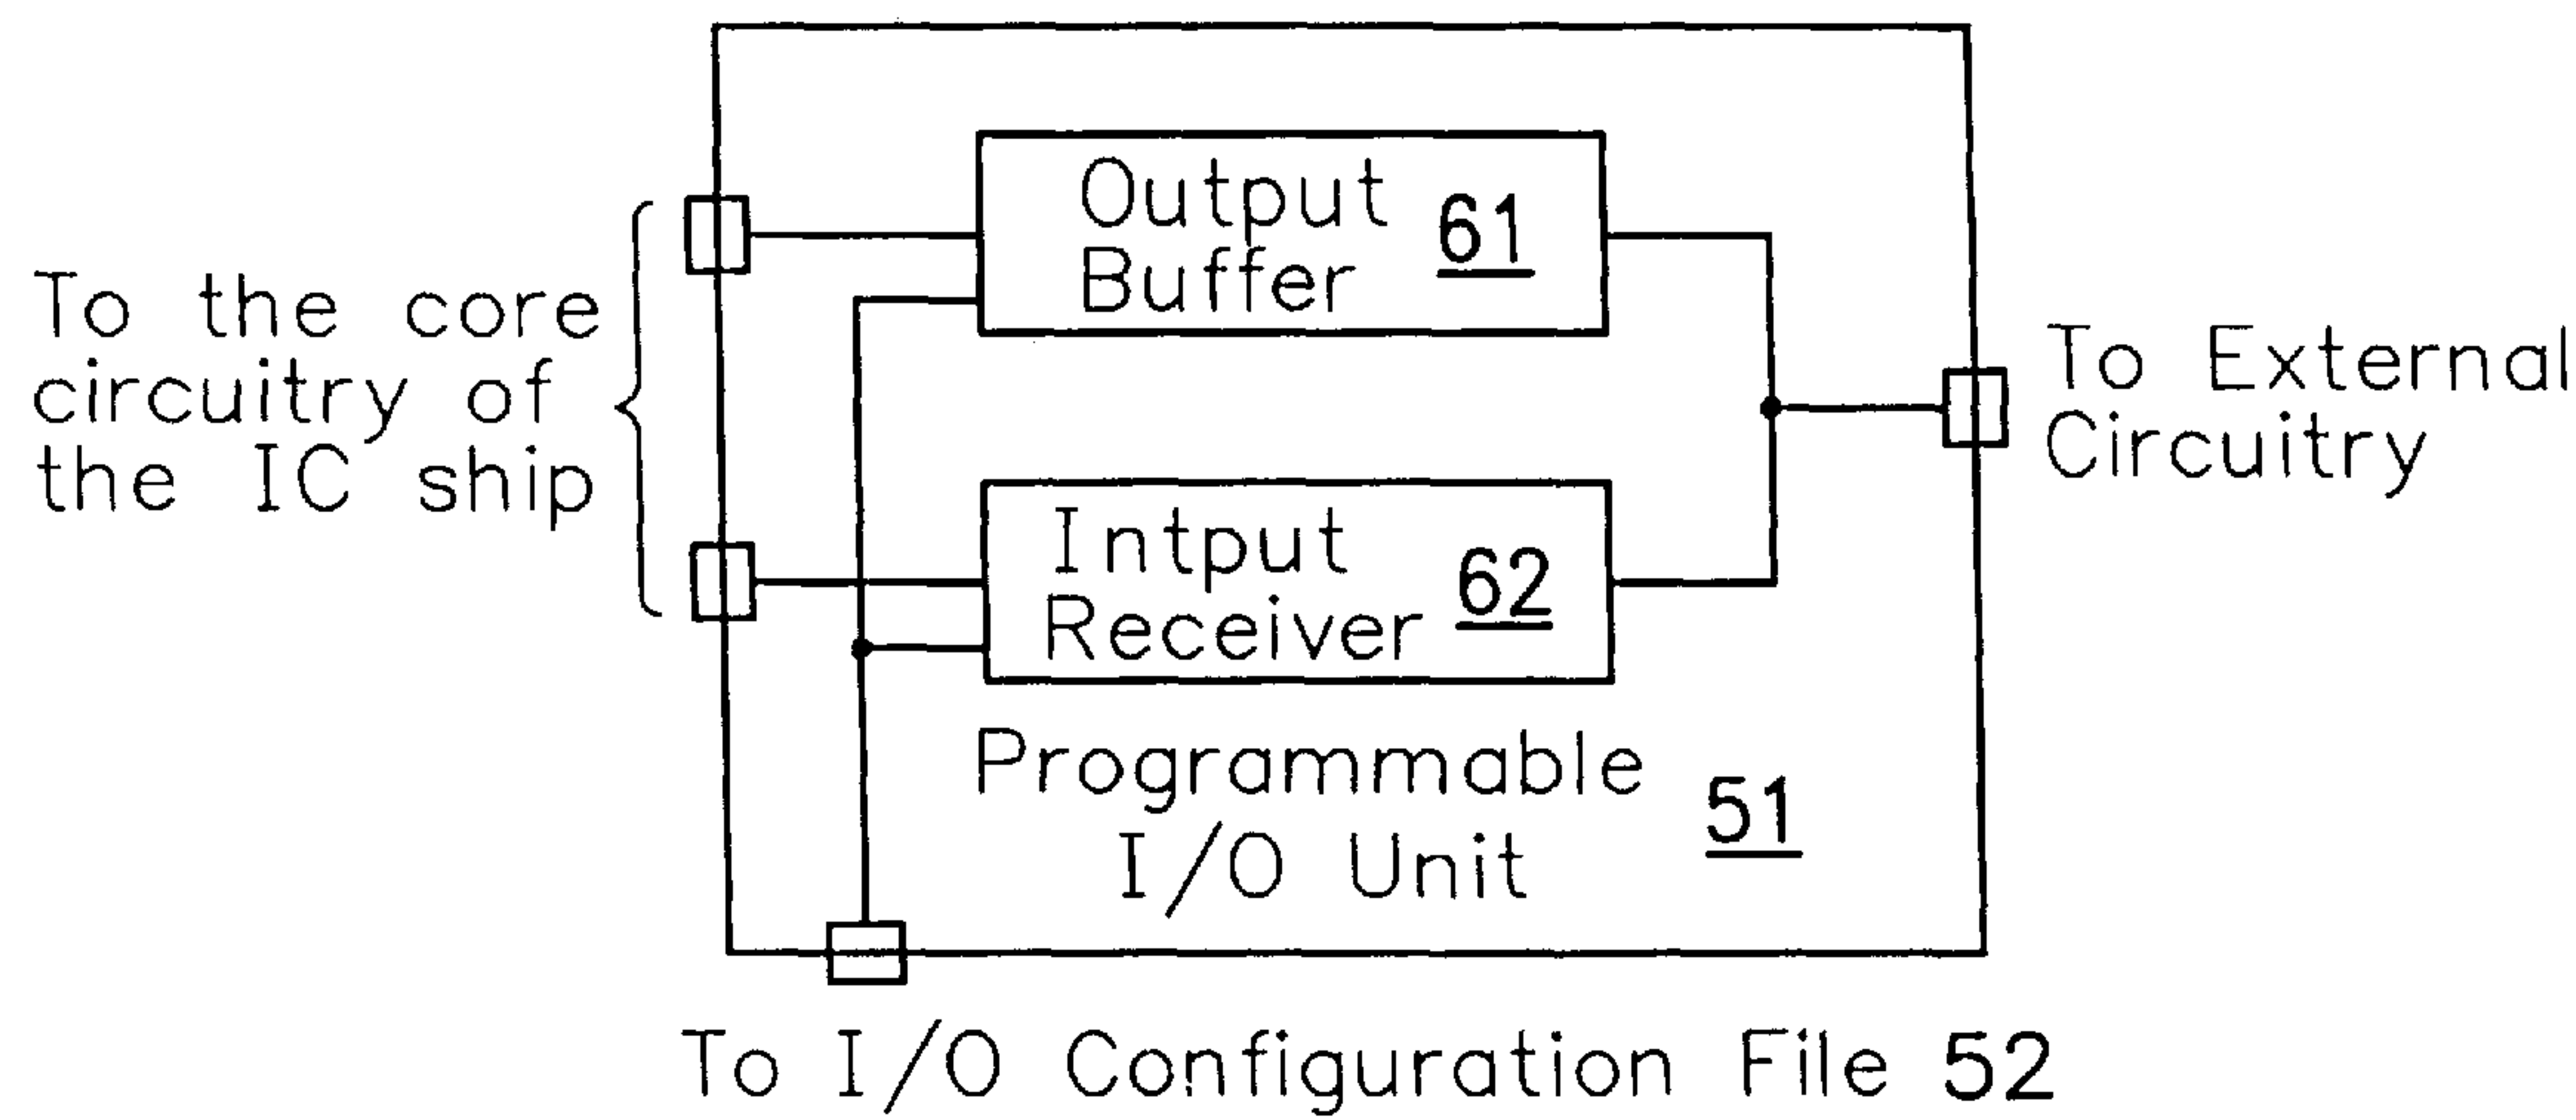 Output
Buffer 61
To the core
circuitry of
the IC ship
To External
Circuitry
Intput
Receiver 62
Programmable
I/O Unit 51
To I/O Configuration File 52